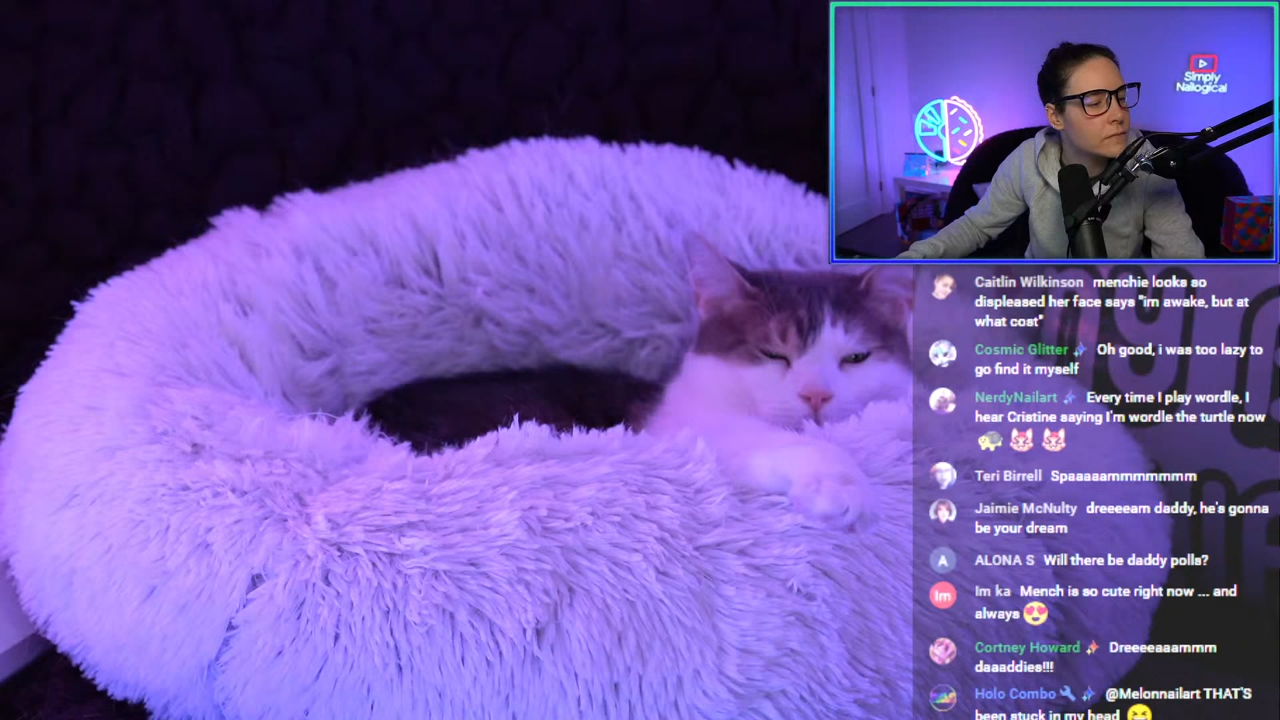 Simply
Nailogical
Caitlin Wilkinson menchie looks so
displeased her face says "im awake, but at
what cost"
Cosmic Glitter Oh good, i was too lazy to
go find it myself
NerdyNailart Every time I play wordle, I
hear Cristine saying I'm wordle the turtle now
Teri Birrell Spaaaaammmmmmm
Jaimie McNulty dreeeeam daddy, he's gonna
be your dream
A ALONA S Will there be daddy polls?
Im Im ka Mench is so cute right now ... and
always
Cortney Howard Dreeeeaaammm
daaaddies!!!
Holo Combo @Melonnailart THAT'S
been stuck in my head